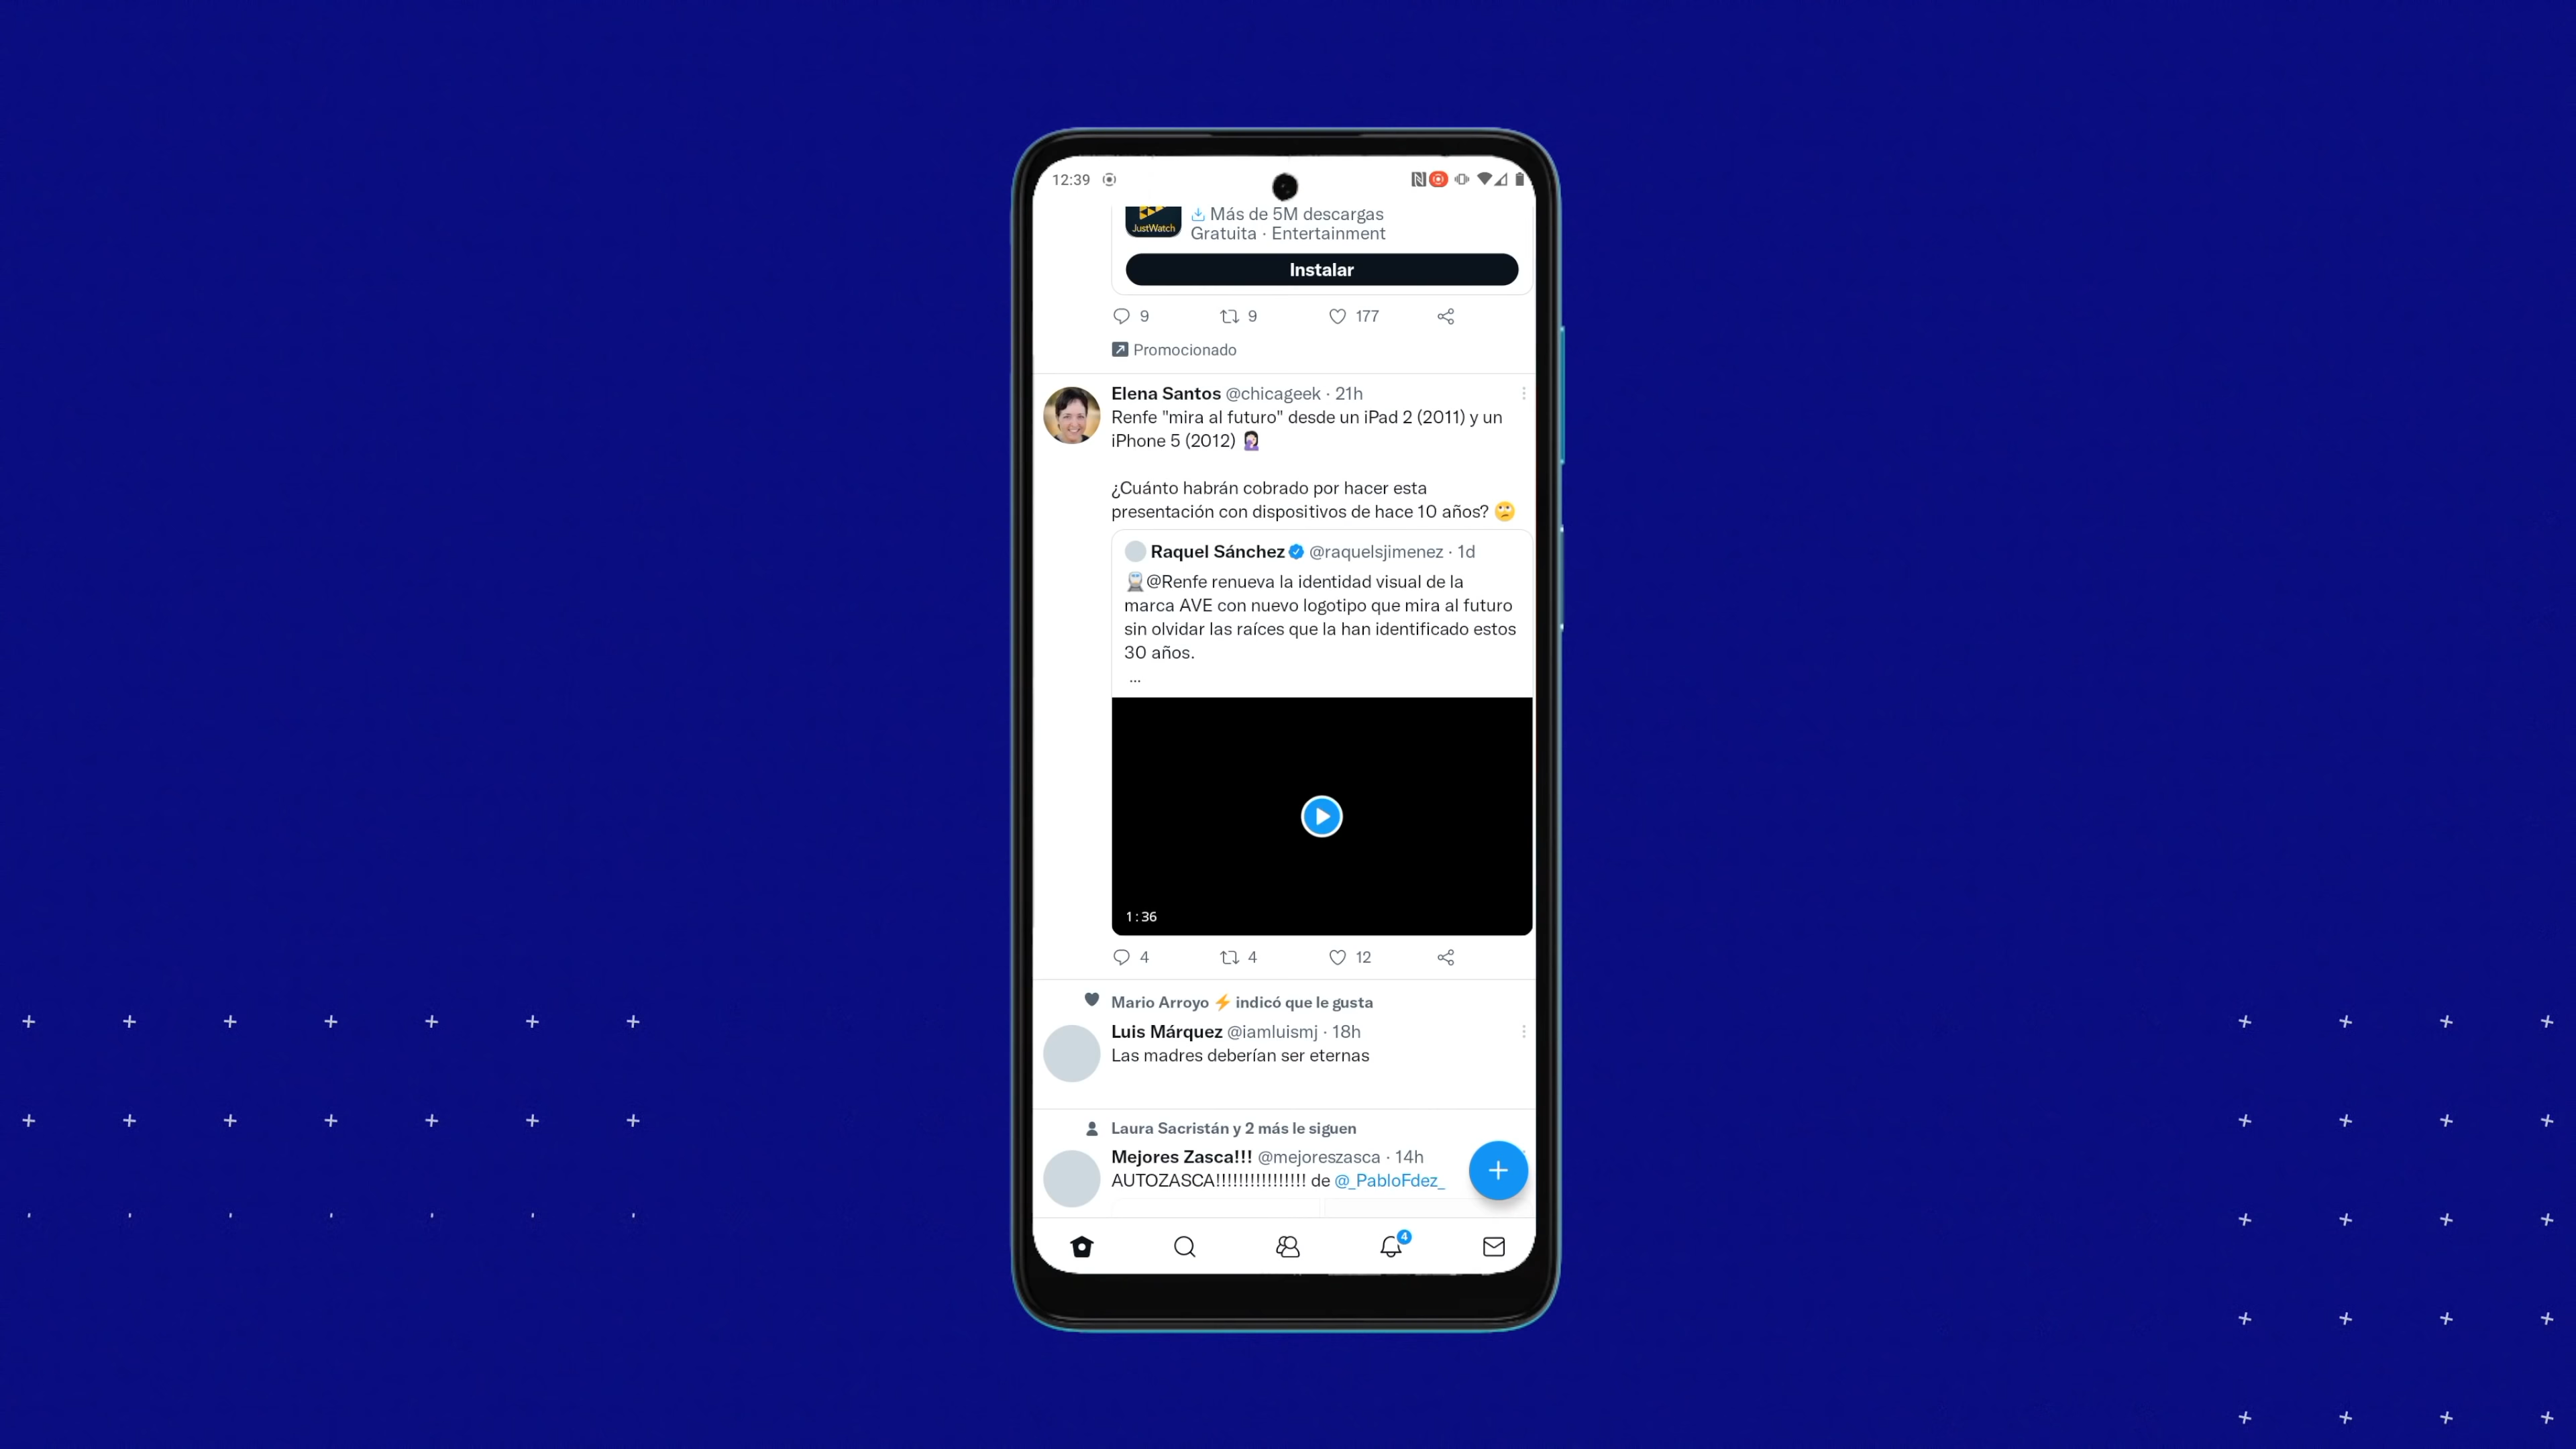 12:39
JustWatch
Más de 5M descargas
Gratuita · Entertainment
Instalar
9 9 177
Promocionado
Elena Santos @chicageek · 21h
Renfe "mira al futuro" desde un iPad 2 (2011) y un
iPhone 5 (2012) 🤦🏻‍♀️
¿Cuánto habrán cobrado por hacer esta
presentación con dispositivos de hace 10 años? 🙄
Raquel Sánchez @raquelsjimenez · 1d
🚆@Renfe renueva la identidad visual de la
marca AVE con nuevo logotipo que mira al futuro
sin olvidar las raíces que la han identificado estos
30 años.
...
1:36
4 4 12
Mario Arroyo ⚡ indicó que le gusta
Luis Márquez @iamluismj · 18h
Las madres deberían ser eternas
Laura Sacristán y 2 más le siguen
Mejores Zasca!!! @mejoreszasca · 14h
AUTOZASCA!!!!!!!!!!!!!!!! de @_PabloFdez_
4